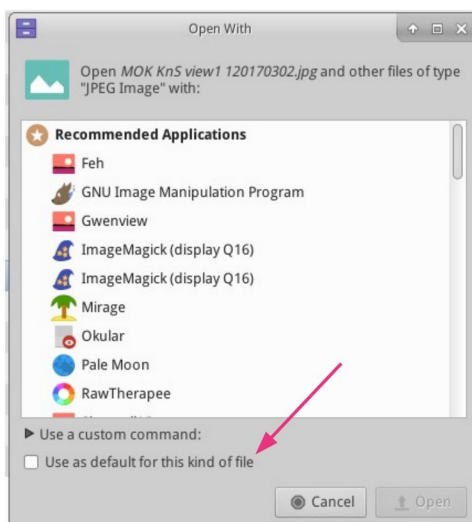 Open With
Open MOK KnS view1 120170302.jpg and other files of type
"JPEG Image" with:
Recommended Applications
Feh
GNU Image Manipulation Program
Gwenview
ImageMagick (display Q16)
ImageMagick (display Q16)
Mirage
Okular
Pale Moon
RawTherapee
Use a custom command:
Use as default for this kind of file
Cancel
Open